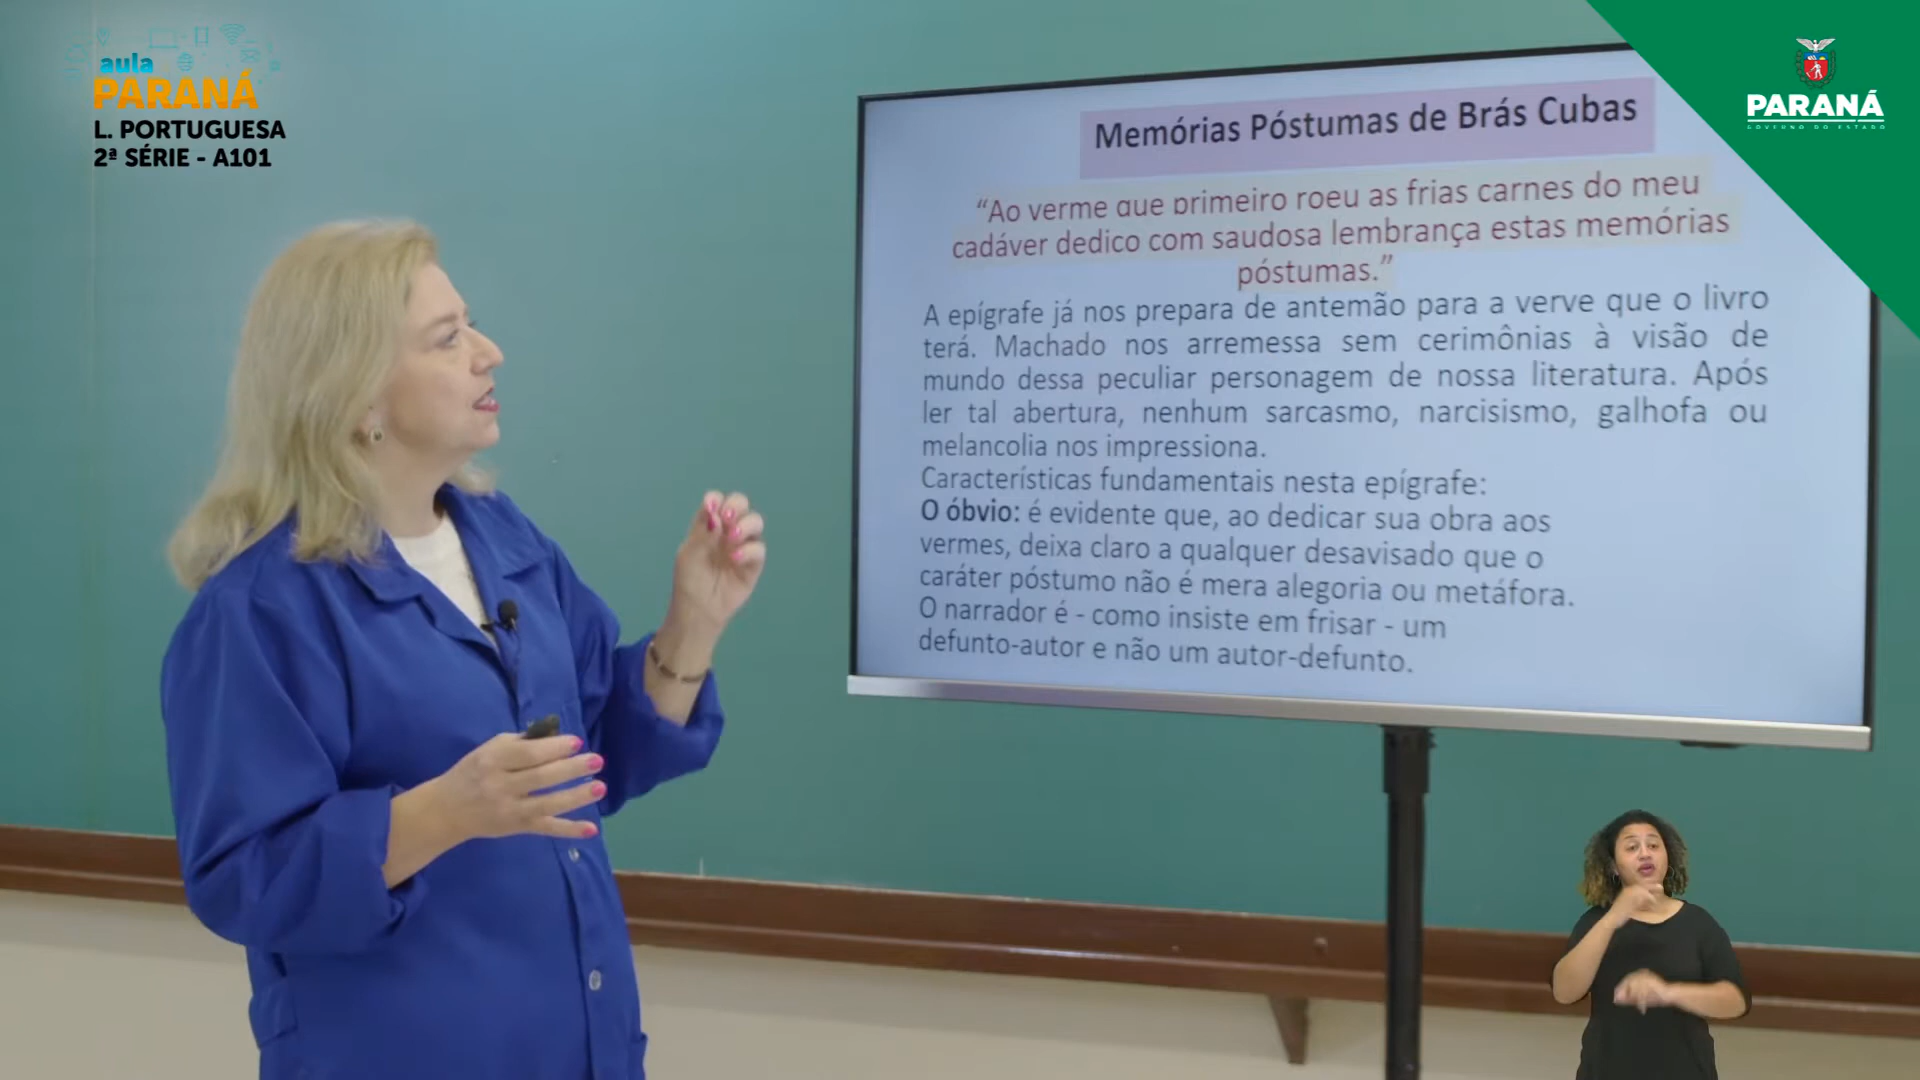 aula
PARANÁ
L. PORTUGUESA
2ª SÉRIE - A101
PARANÁ
GOVERNO DO ESTADO
Memórias Póstumas de Brás Cubas
“Ao verme que primeiro roeu as frias carnes do meu
cadáver dedico com saudosa lembrança estas memórias
póstumas.”
A epígrafe já nos prepara de antemão para a verve que o livro
terá. Machado nos arremessa sem cerimônias à visão de
mundo dessa peculiar personagem de nossa literatura. Após
ler tal abertura, nenhum sarcasmo, narcisismo, galhofa ou
melancolia nos impressiona.
Características fundamentais nesta epígrafe:
O óbvio: é evidente que, ao dedicar sua obra aos
vermes, deixa claro a qualquer desavisado que o
caráter póstumo não é mera alegoria ou metáfora.
O narrador é - como insiste em frisar - um
defunto-autor e não um autor-defunto.